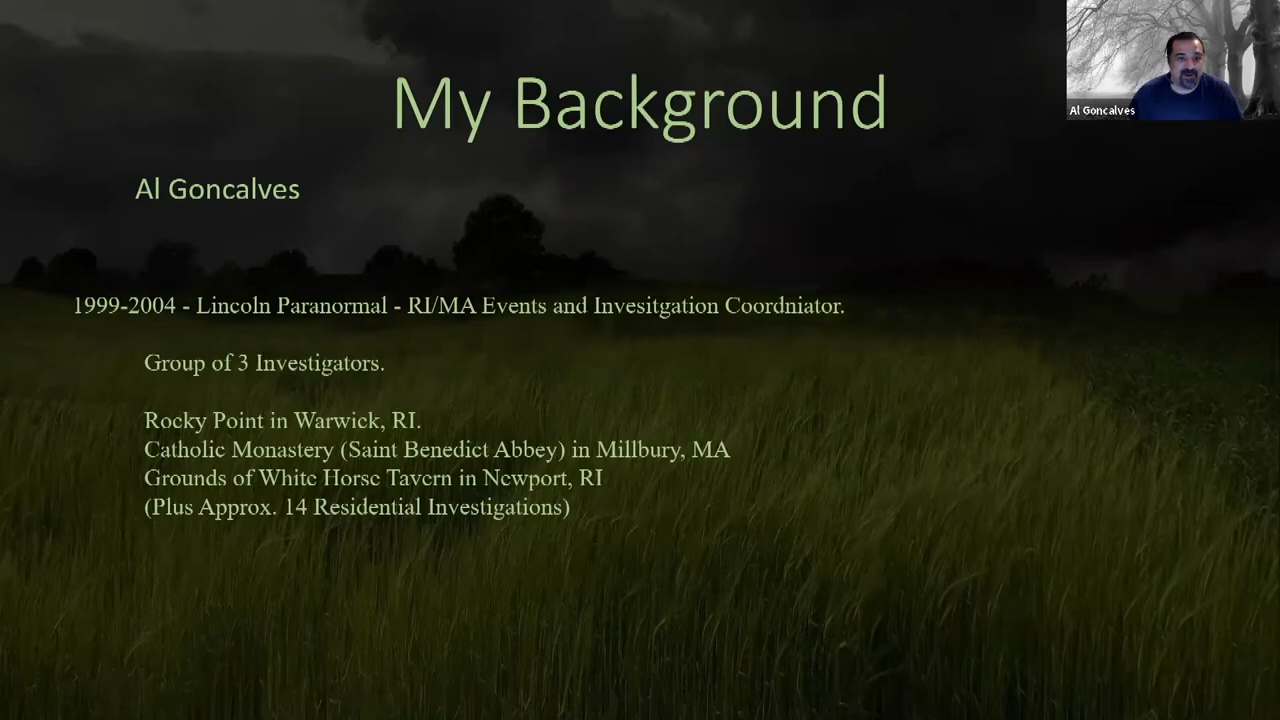 My Background
Al Goncalves
Al Goncalves
1999-2004 - Lincoln Paranormal - RI/MA Events and Invesitgation Coordniator.
Group of 3 Investigators.
Rocky Point in Warwick, RI.
Catholic Monastery (Saint Benedict Abbey) in Millbury, MA
Grounds of White Horse Tavern in Newport, RI
(Plus Approx. 14 Residential Investigations)